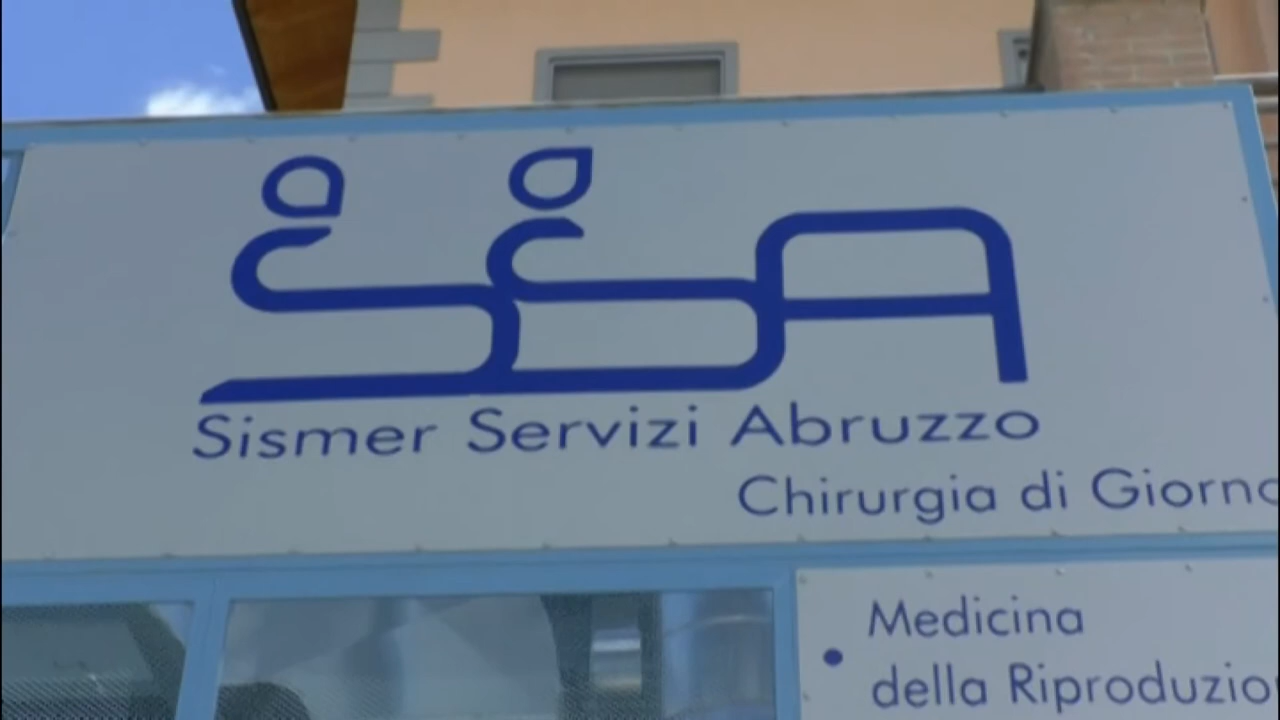 SSA
Sismer Servizi Abruzzo
Chirurgia di Giorno
Medicina
• della Riproduzio